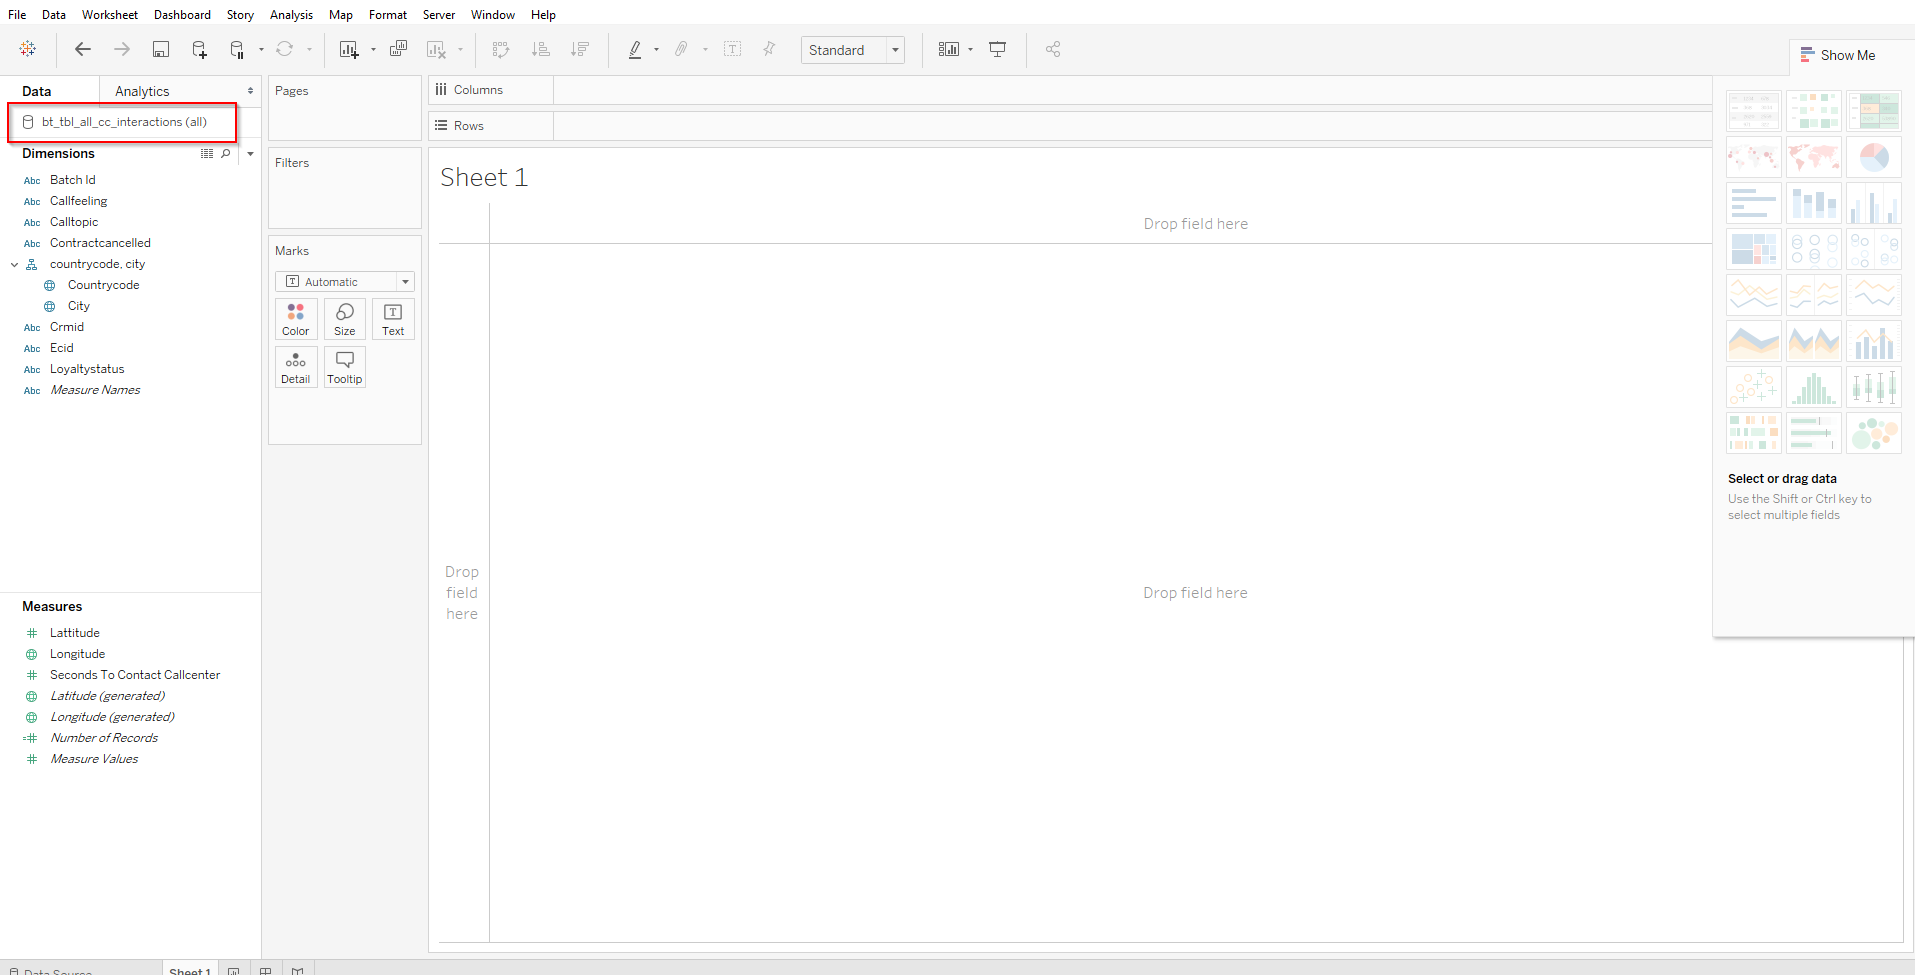 File Data Worksheet Dashboard Story Analysis Map Format Server Window Help
Standard
Show Me
Data Analytics
bt_tbl_all_cc_interactions (all)
Dimensions
Abc Batch Id
Abc Callfeeling
Abc Calltopic
Abc Contractcancelled
countrycode, city
Countrycode
City
Abc Crmid
Abc Ecid
Abc Loyaltystatus
Abc Measure Names
Measures
# Lattitude
Longitude
# Seconds To Contact Callcenter
Latitude (generated)
Longitude (generated)
=# Number of Records
# Measure Values
Pages
Filters
Marks
T Automatic
Color Size T Text
Detail Tooltip
Columns
Rows
Sheet 1
Drop field here
Drop
field
here
Drop field here
Select or drag data
Use the Shift or Ctrl key to
select multiple fields
Data Source Sheet 1